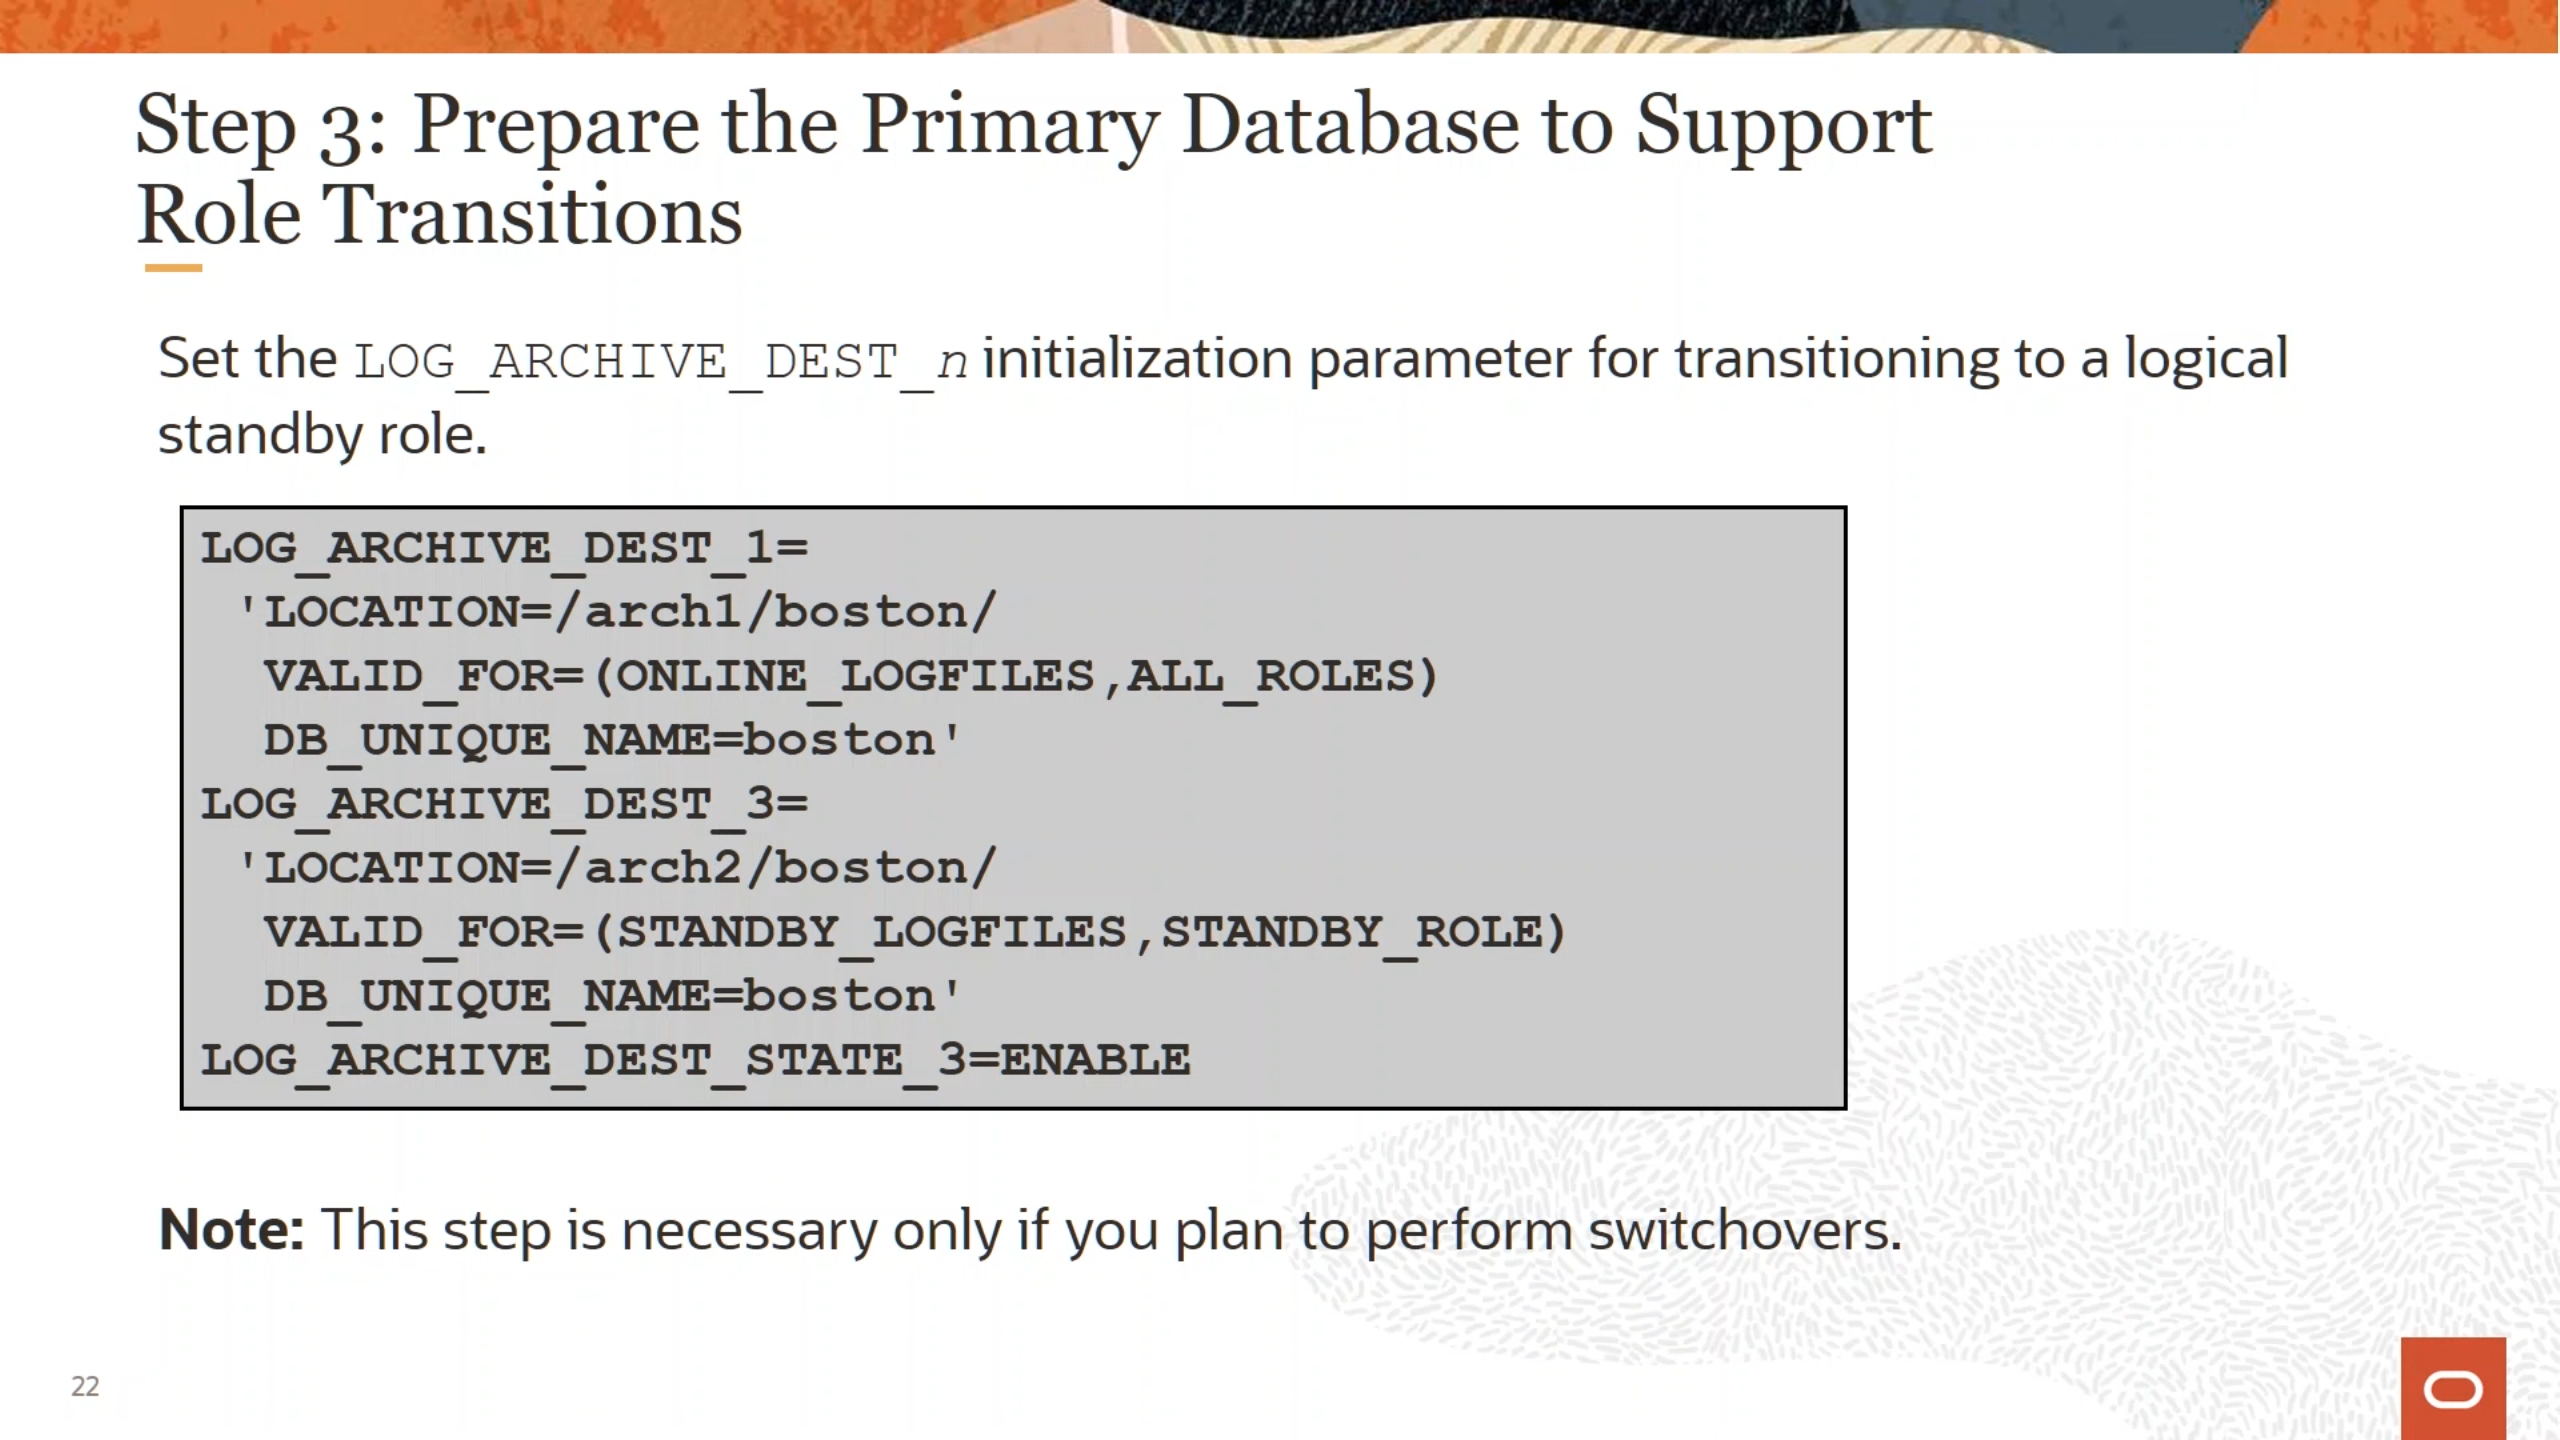 Step 3: Prepare the Primary Database to Support
Role Transitions
Set the LOG_ARCHIVE_DEST_n initialization parameter for transitioning to a logical
standby role.
LOG_ARCHIVE_DEST_1=
'LOCATION=/arch1/boston/
VALID_FOR=(ONLINE_LOGFILES,ALL_ROLES)
DB_UNIQUE_NAME=boston'
LOG_ARCHIVE_DEST_3=
'LOCATION=/arch2/boston/
VALID_FOR=(STANDBY_LOGFILES,STANDBY_ROLE)
DB_UNIQUE_NAME=boston'
LOG_ARCHIVE_DEST_STATE_3=ENABLE
Note: This step is necessary only if you plan to perform switchovers.
22